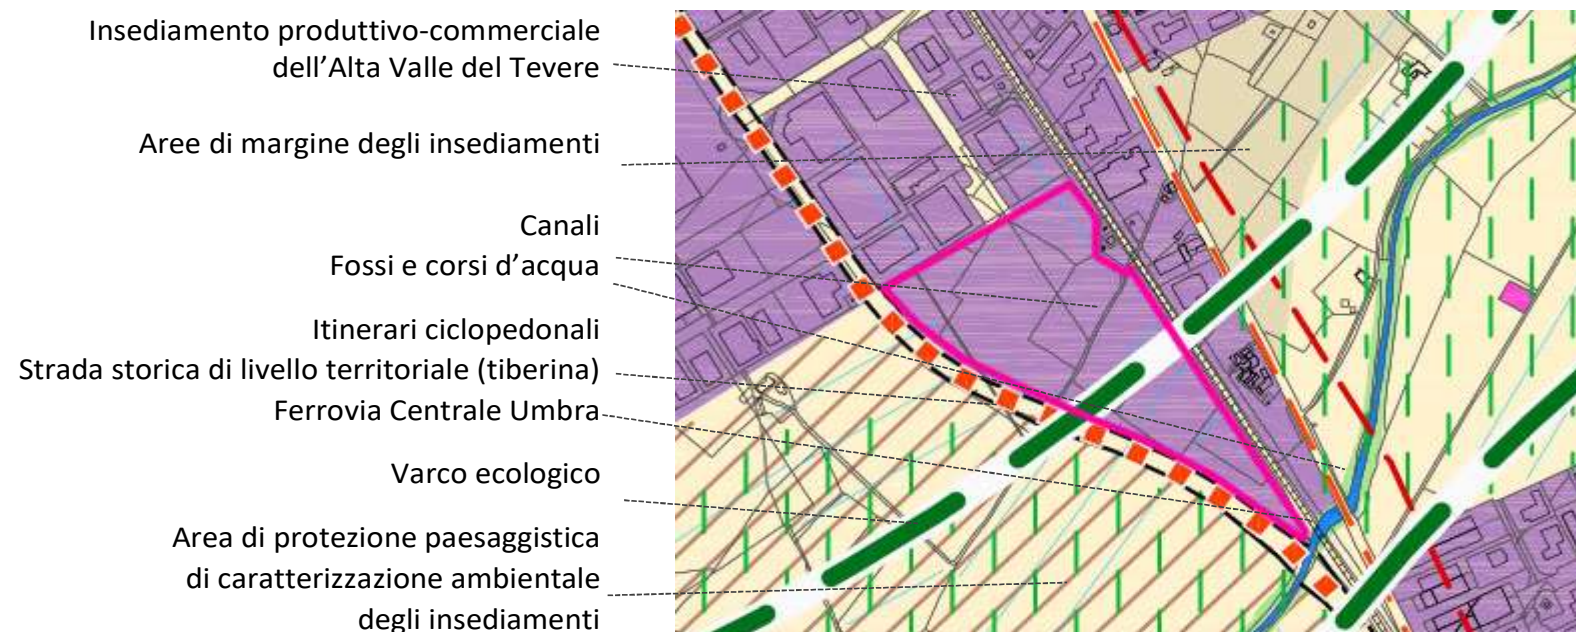 Insediamento produttivo-commerciale
dell’Alta Valle del Tevere
Aree di margine degli insediamenti
Canali
Fossi e corsi d’acqua
Itinerari ciclopedonali
Strada storica di livello territoriale (tiberina)
Ferrovia Centrale Umbra
Varco ecologico
Area di protezione paesaggistica
di caratterizzazione ambientale
degli insediamenti